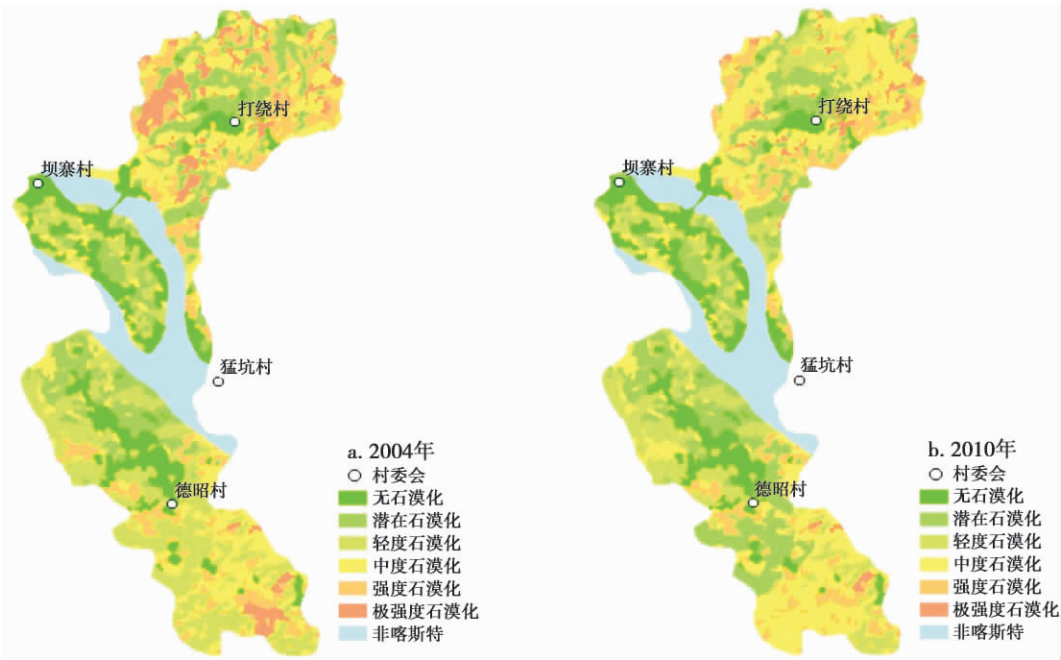 打绕村
坝寨村
猛坑村
德昭村
a. 2004年
村委会
无石漠化
潜在石漠化
轻度石漠化
中度石漠化
强度石漠化
极强度石漠化
非喀斯特
打绕村
坝寨村
猛坑村
德昭村
b. 2010年
村委会
无石漠化
潜在石漠化
轻度石漠化
中度石漠化
强度石漠化
极强度石漠化
非喀斯特